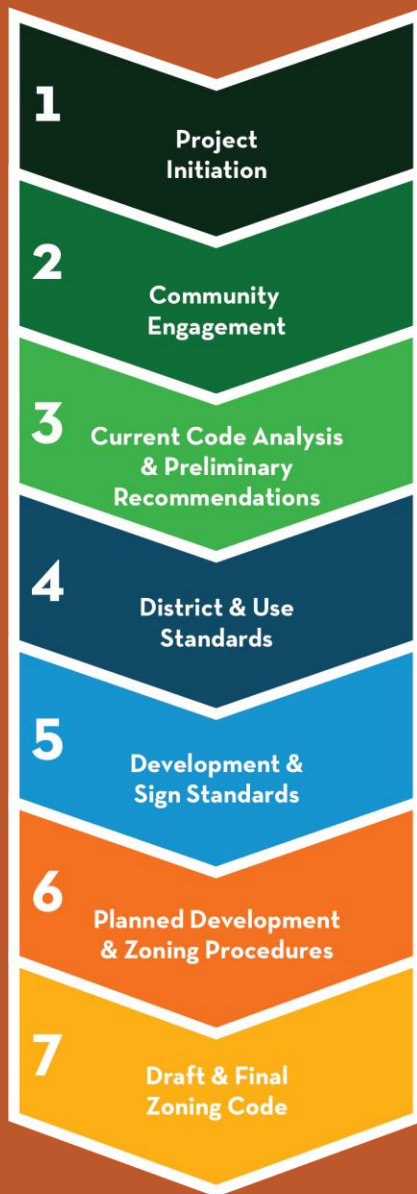 1
Project
Initiation
2
Community
Engagement
3
Current Code Analysis
& Preliminary
Recommendations
4
District & Use
Standards
5
Development &
Sign Standards
6
Planned Development
& Zoning Procedures
7
Draft & Final
Zoning Code